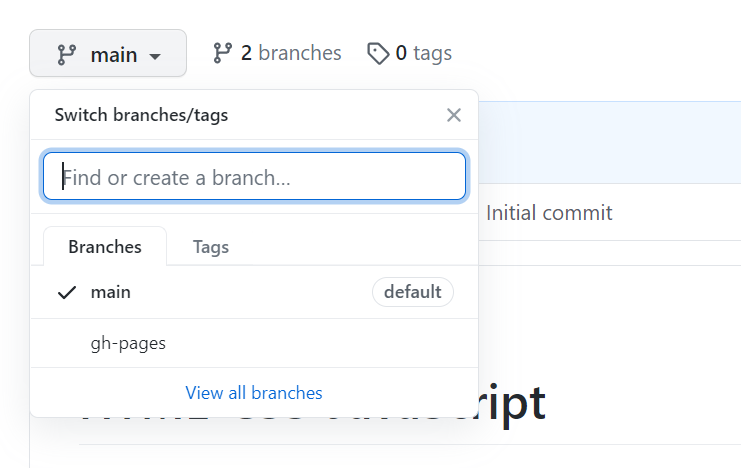 main 2 branches 0 tags
Switch branches/tags
Find or create a branch...
Initial commit
Branches Tags
main default
gh-pages
View all branches